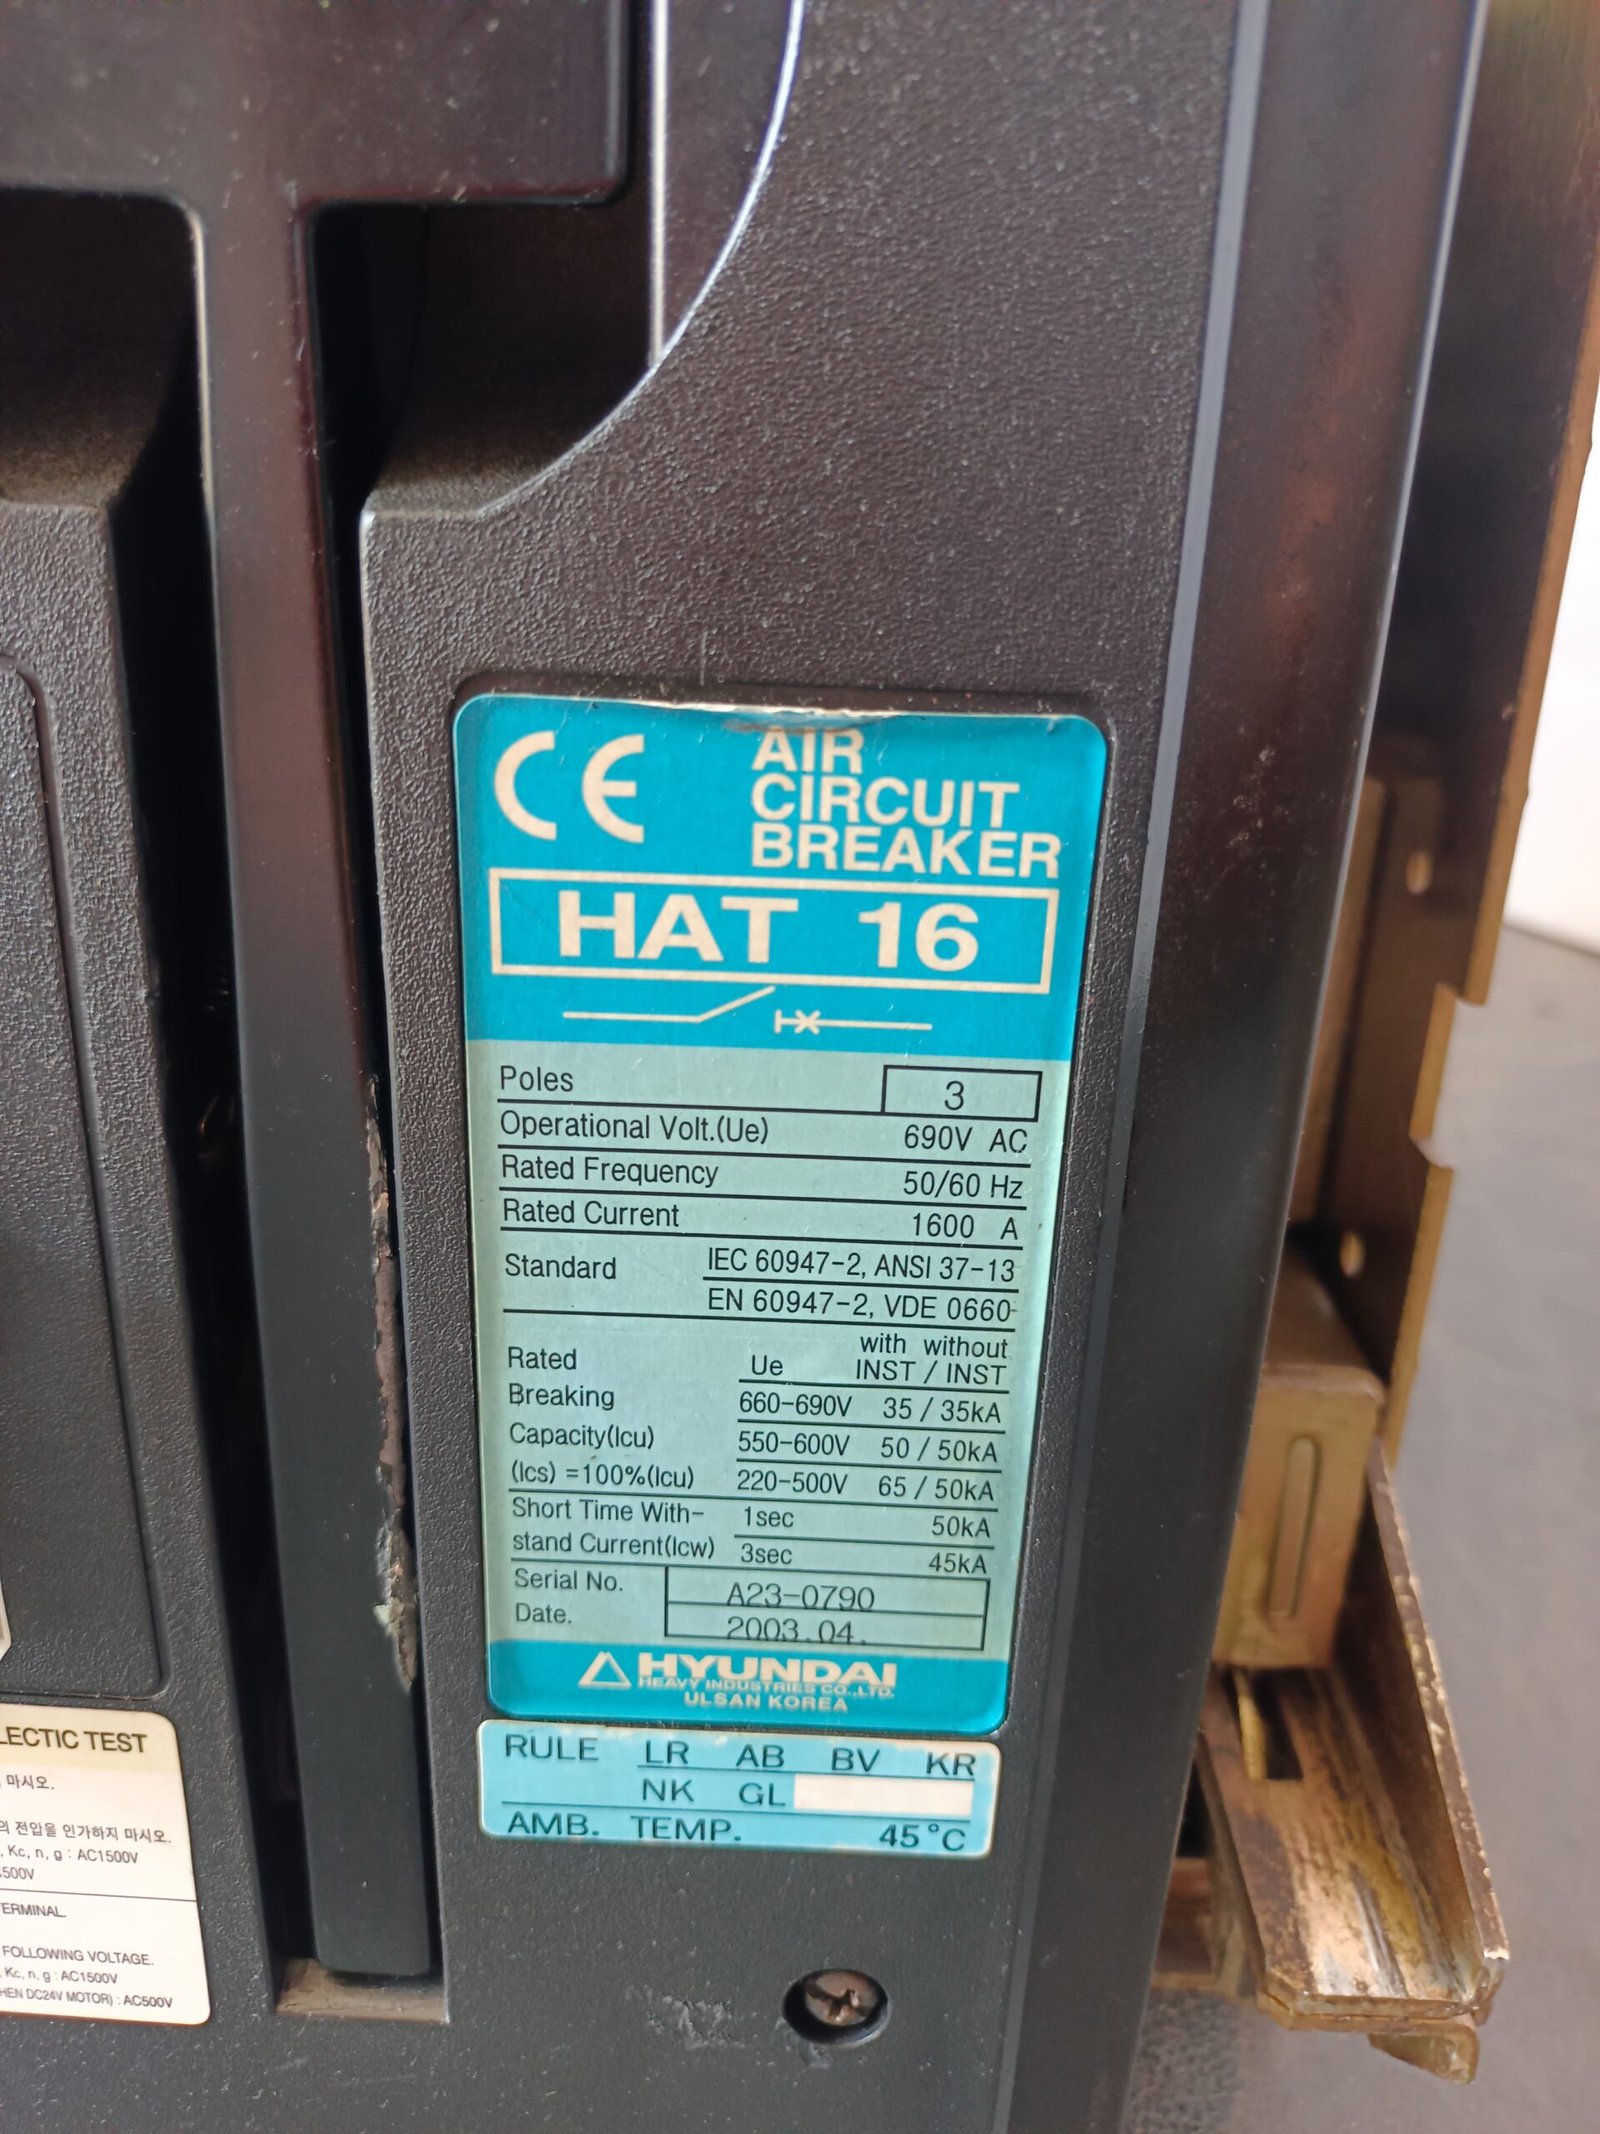 CE
AIR
CIRCUIT
BREAKER
HAT 16
Poles 3
Operational Volt.(Ue) 690V AC
Rated Frequency 50/60 Hz
Rated Current 1600 A
Standard IEC 60947-2, ANSI 37-13
EN 60947-2, VDE 0660
with without
Rated Ue INST / INST
Breaking 660-690V 35 / 35kA
Capacity(Icu) 550-600V 50 / 50kA
(Ics) =100%(Icu) 220-500V 65 / 50kA
Short Time With- 1sec 50kA
stand Current(Icw) 3sec 45kA
Serial No. A23-0790
Date. 2003.04.
HYUNDAI
HEAVY INDUSTRIES CO.,LTD.
ULSAN KOREA
RULE LR AB BV KR
NK GL
AMB. TEMP. 45°C
LECTIC TEST
마시오.
의 전압을 인가하지 마시오.
, Kc, n, g : AC1500V
500V
ERMINAL.
FOLLOWING VOLTAGE.
Kc, n, g : AC1500V
HEN DC24V MOTOR) : AC500V